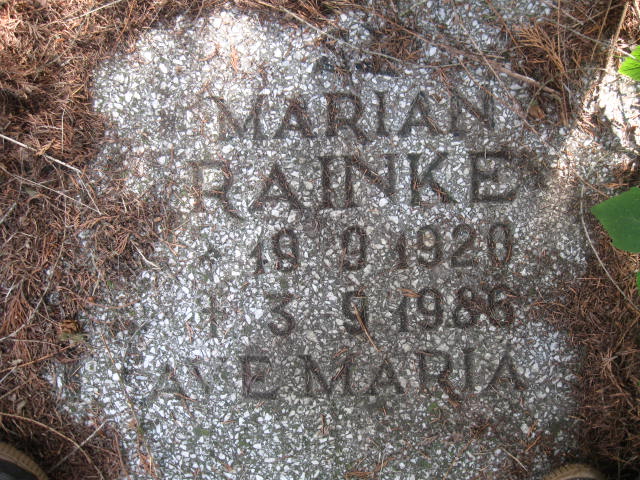 MARIAN
RAINKE
* 19 9 1920
† 3 9 1986
AVE MARIA